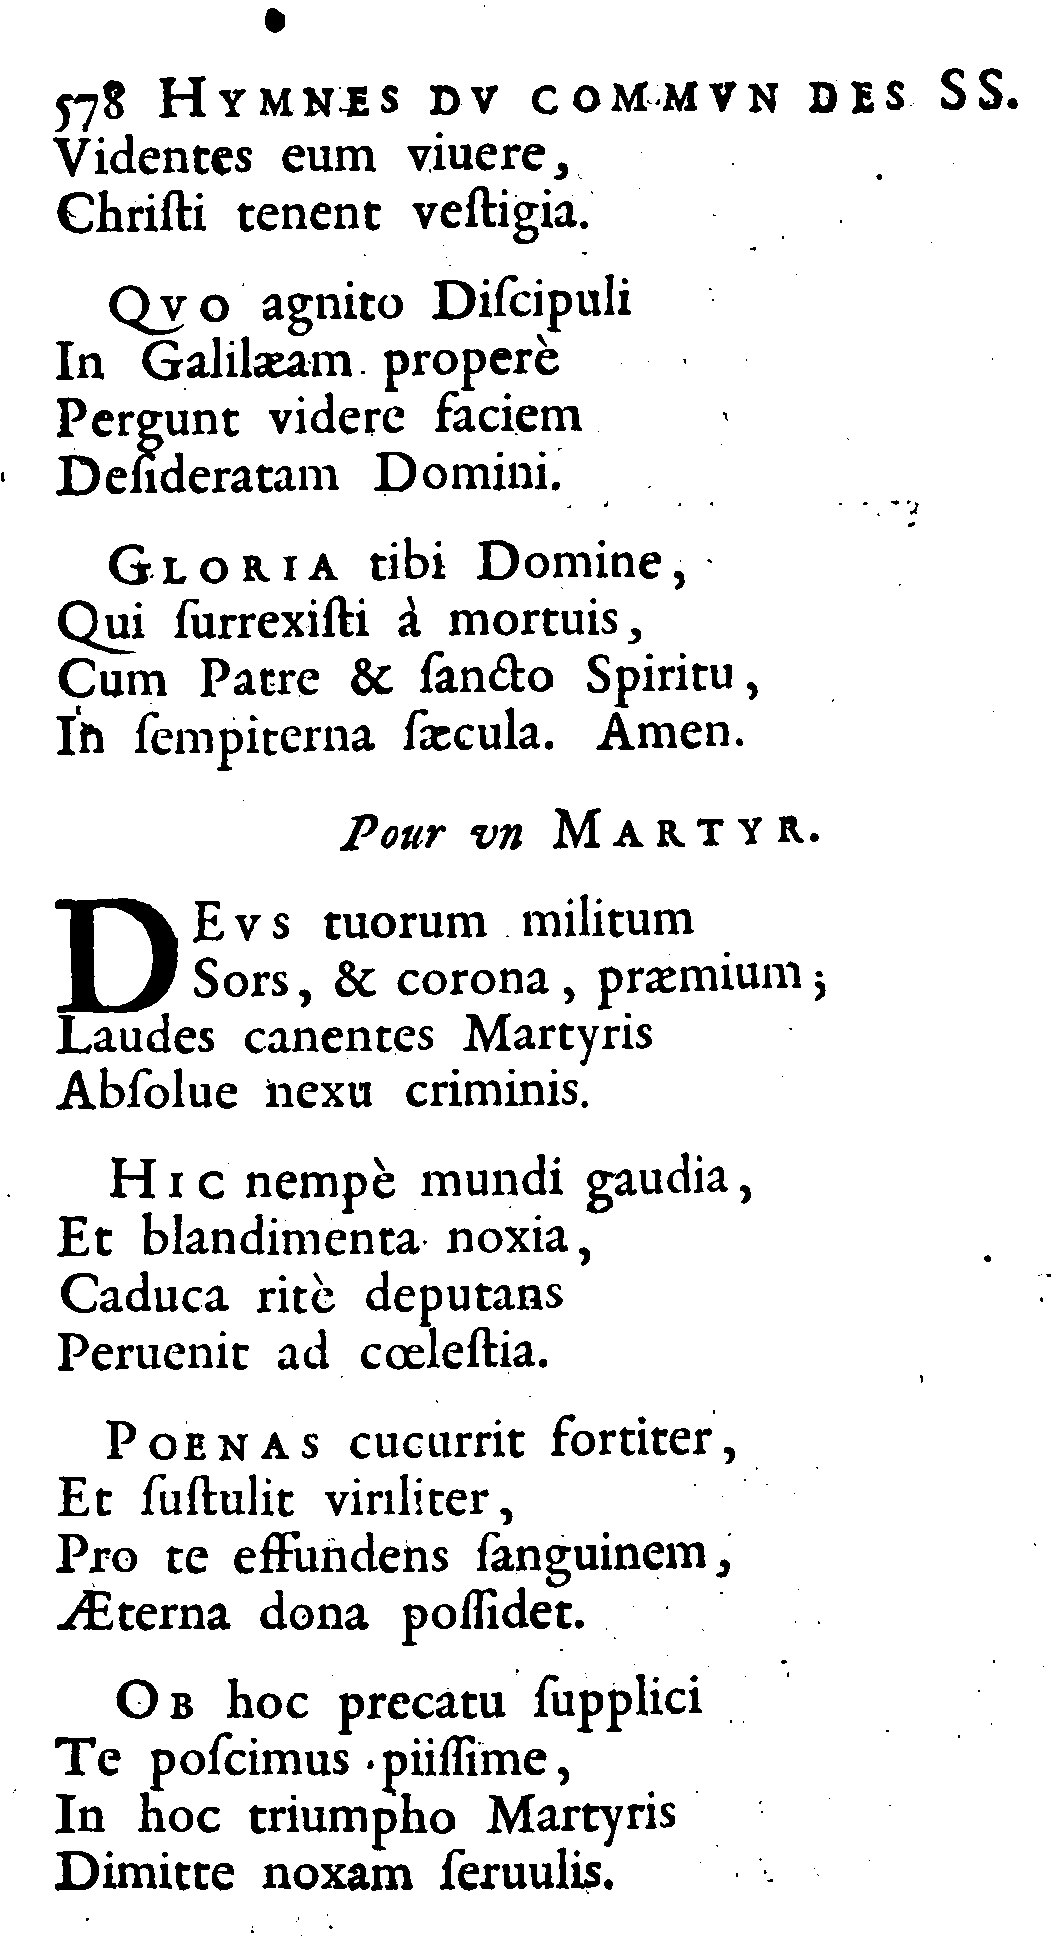 578 HYMNES DV COMMVN DES SS.
Videntes eum viuere,
Chriſti tenent veſtigia.
QVO agnito Diſcipuli
In Galilæam properè
Pergunt videre faciem
Deſideratam Domini.
GLORIA tibi Domine,
Qui ſurrexiſti à mortuis,
Cum Patre & ſancto Spiritu,
In ſempiterna ſæcula. Amen.
Pour vn MARTYR.
DEVS tuorum militum
Sors, & corona, præmium;
Laudes canentes Martyris
Abſolue nexu criminis.
HIC nempè mundi gaudia,
Et blandimenta noxia,
Caduca ritè deputans
Peruenit ad cœleſtia.
POENAS cucurrit fortiter,
Et ſuſtulit viriliter,
Pro te effundens ſanguinem,
Æterna dona poſſidet.
OB hoc precatu ſupplici
Te poſcimus piiſſime,
In hoc triumpho Martyris
Dimitte noxam ſeruulis.